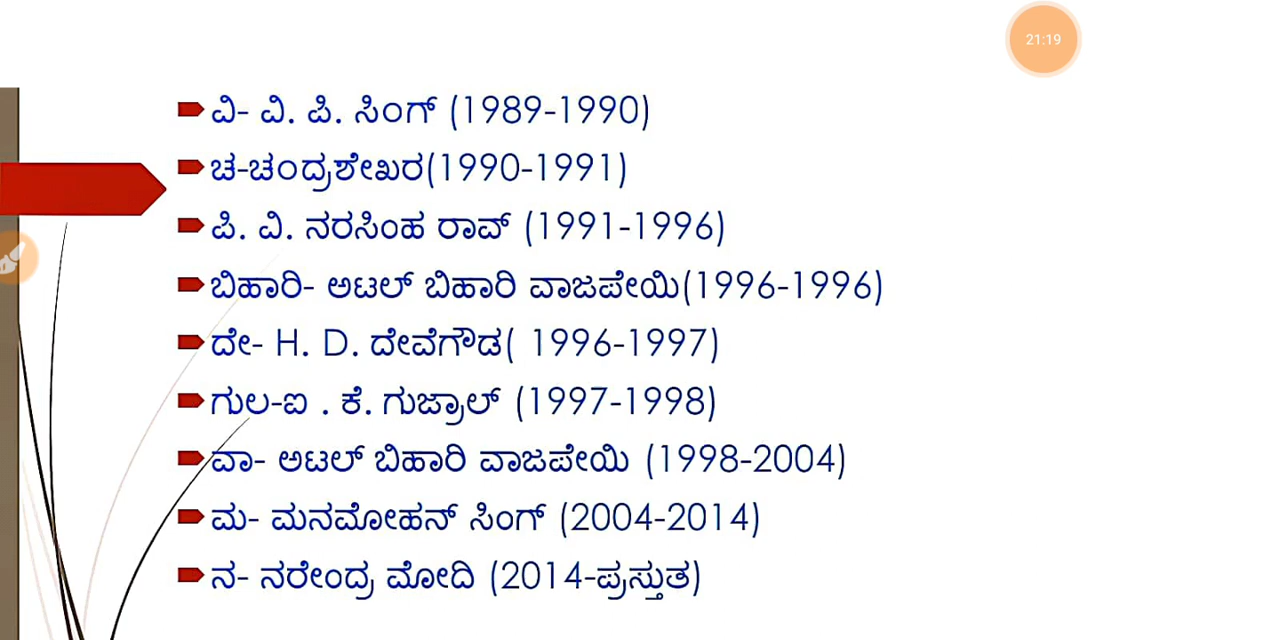 21:19
ವಿ- ವಿ. ಪಿ. ಸಿಂಗ್ (1989-1990)
ಚ-ಚಂದ್ರಶೇಖರ(1990-1991)
ಪಿ. ವಿ. ನರಸಿಂಹ ರಾವ್ (1991-1996)
ಬಿಹಾರಿ- ಅಟಲ್ ಬಿಹಾರಿ ವಾಜಪೇಯಿ(1996-1996)
ದೇ- H. D. ದೇವೆಗೌಡ( 1996-1997)
ಗುಲ-ಐ . ಕೆ. ಗುಜ್ರಾಲ್ (1997-1998)
ವಾ- ಅಟಲ್ ಬಿಹಾರಿ ವಾಜಪೇಯಿ (1998-2004)
ಮ- ಮನಮೋಹನ್ ಸಿಂಗ್ (2004-2014)
ನ- ನರೇಂದ್ರ ಮೋದಿ (2014-ಪ್ರಸ್ತುತ)